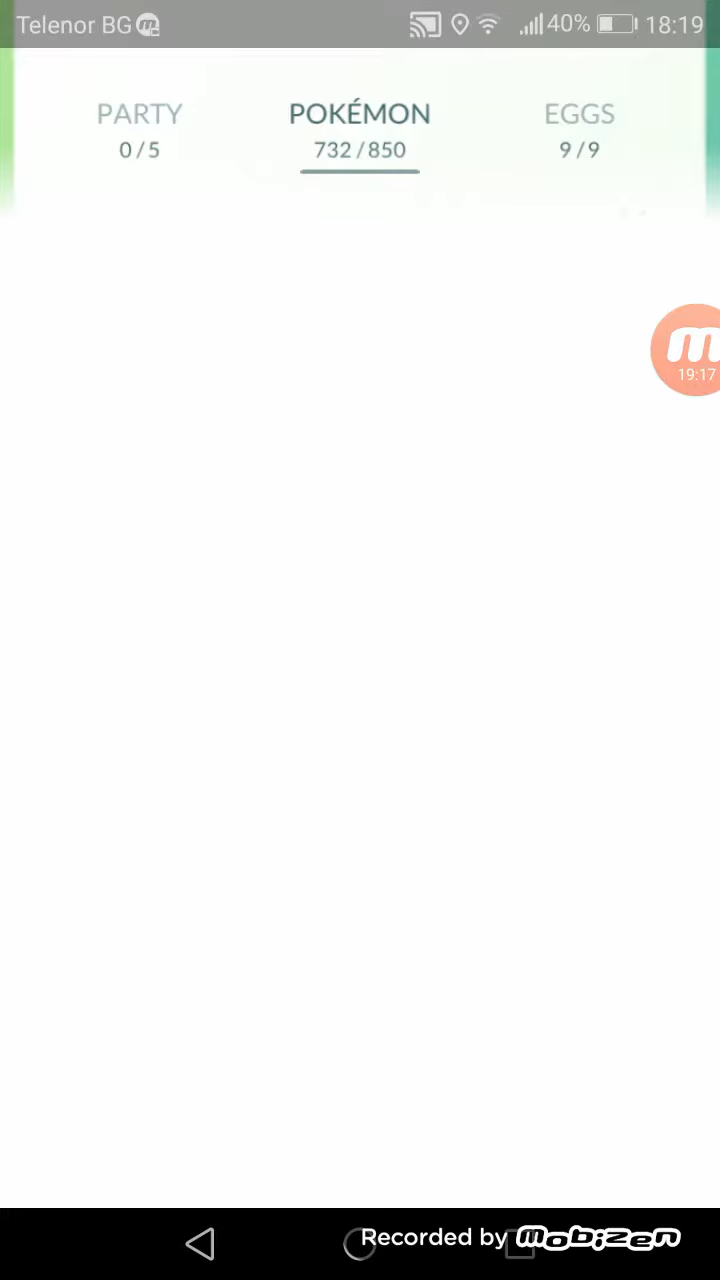 Telenor BG 40% 18:19
PARTY POKÉMON EGGS
0/5 732/850 9/9
m
19:17
Recorded by mobizen